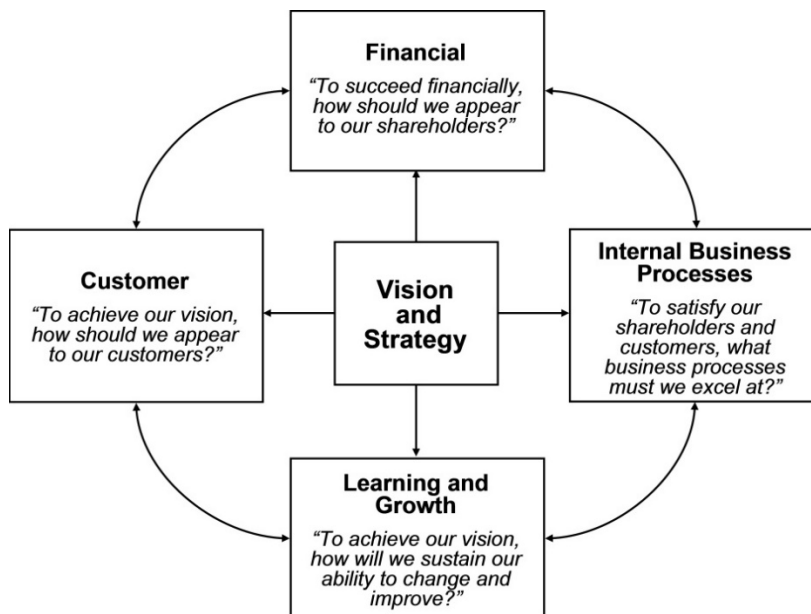 Financial
“To succeed financially,
how should we appear
to our shareholders?”
Customer
“To achieve our vision,
how should we appear
to our customers?”
Vision
and
Strategy
Internal Business
Processes
“To satisfy our
shareholders and
customers, what
business processes
must we excel at?”
Learning and
Growth
“To achieve our vision,
how will we sustain our
ability to change and
improve?”